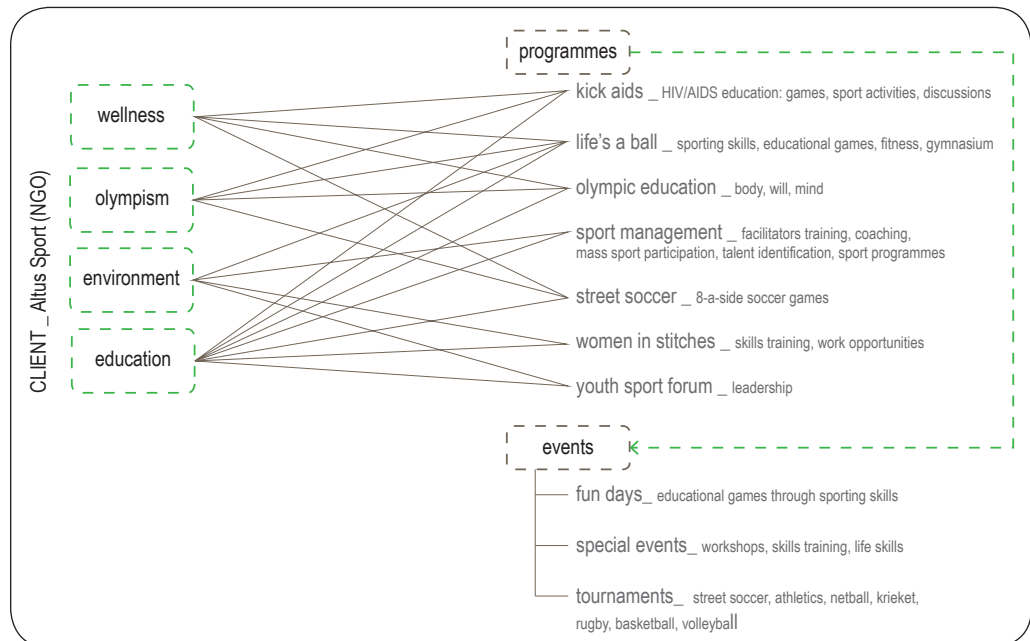 CLIENT _ Altus Sport (NGO)
wellness
olympism
environment
education
programmes
kick aids _ HIV/AIDS education: games, sport activities, discussions
life's a ball _ sporting skills, educational games, fitness, gymnasium
olympic education _ body, will, mind
sport management _ facilitators training, coaching,
mass sport participation, talent identification, sport programmes
street soccer _ 8-a-side soccer games
women in stitches _ skills training, work opportunities
youth sport forum _ leadership
events
fun days_ educational games through sporting skills
special events_ workshops, skills training, life skills
tournaments_ street soccer, athletics, netball, krieket,
rugby, basketball, volleyball